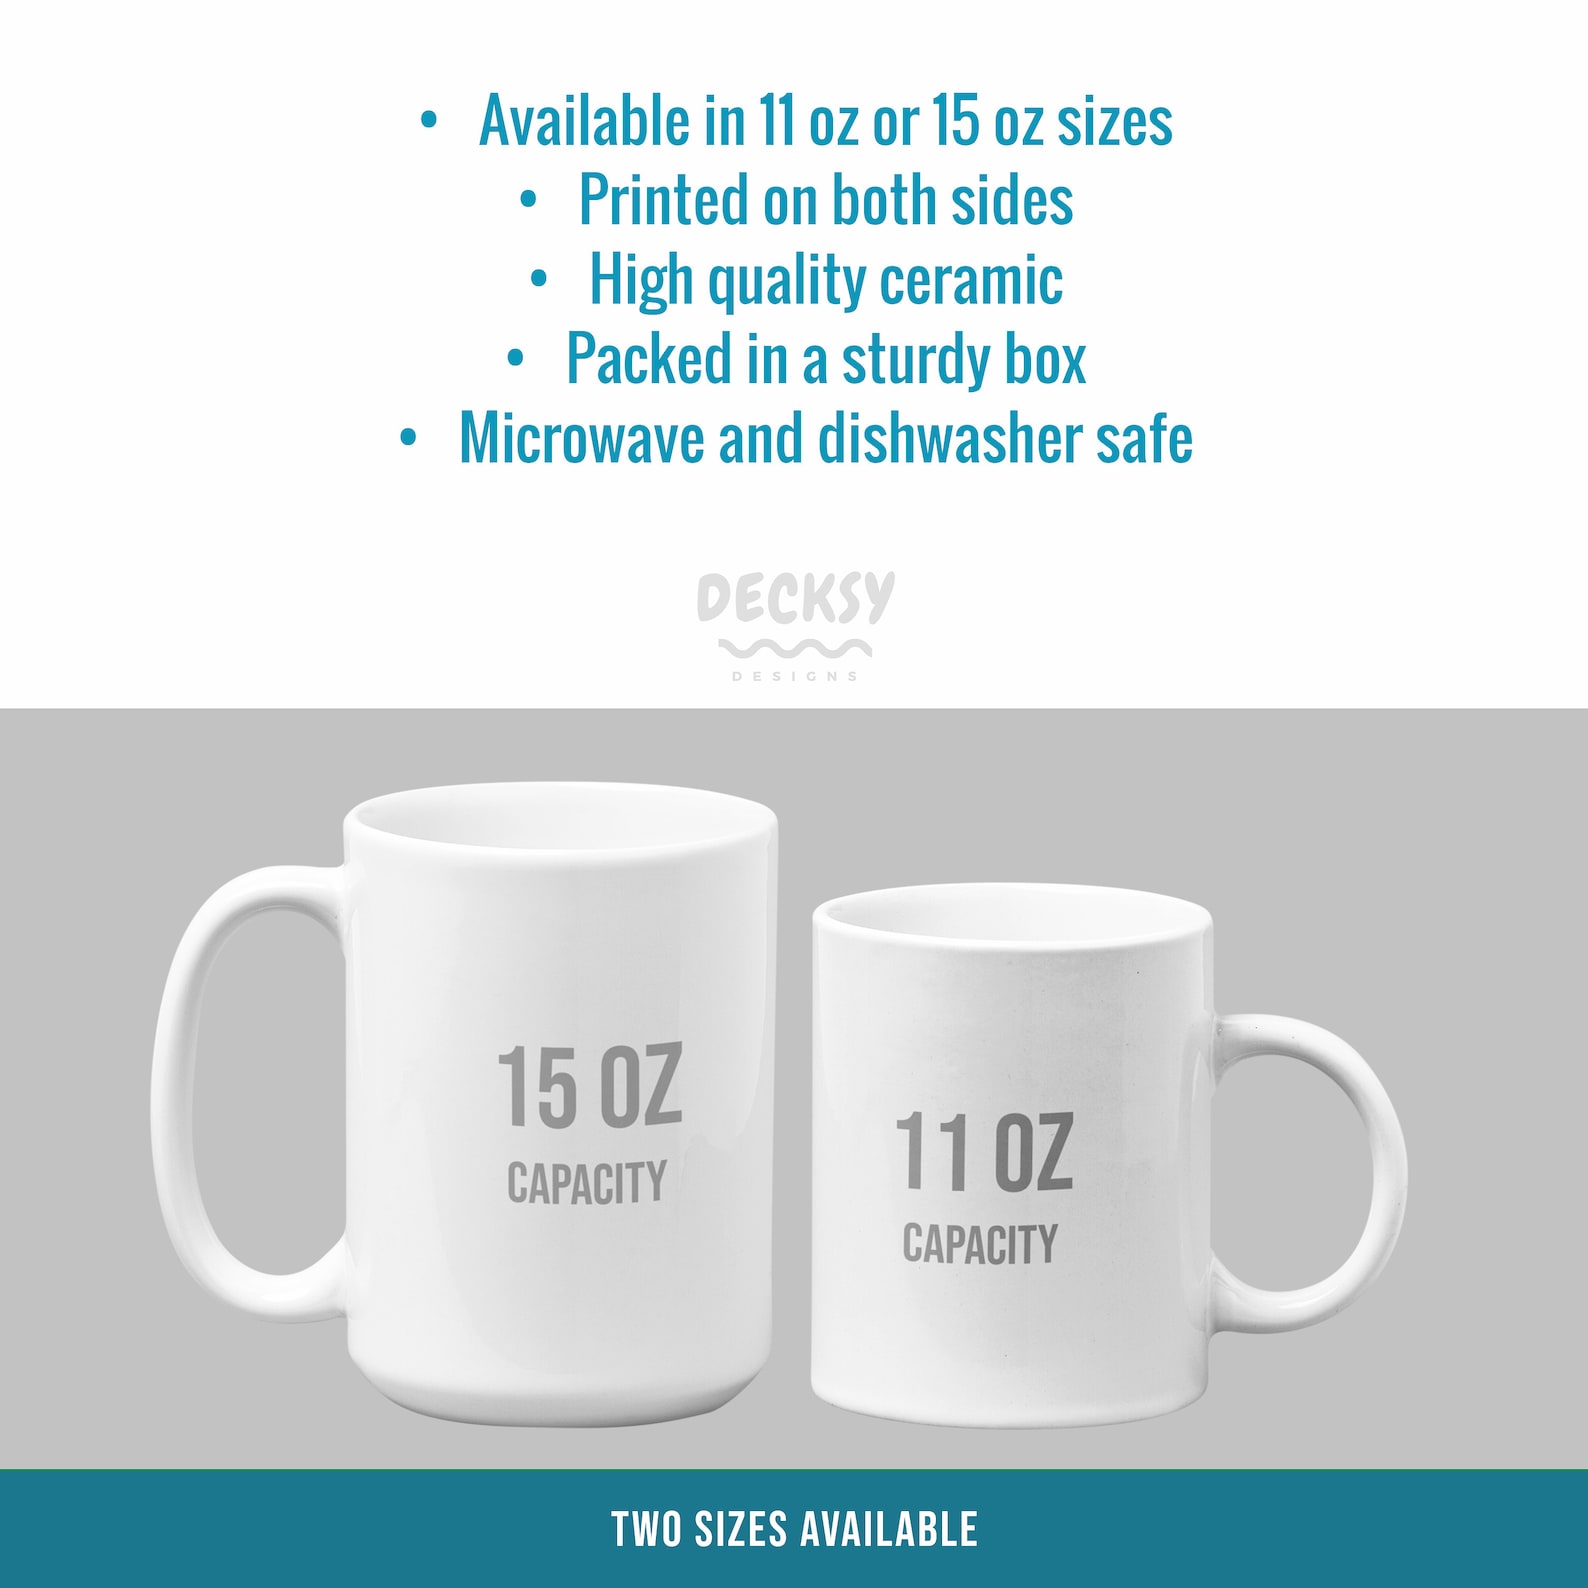 • Available in 11 oz or 15 oz sizes
• Printed on both sides
• High quality ceramic
• Packed in a sturdy box
• Microwave and dishwasher safe
DECKSY
DESIGNS
15 OZ
CAPACITY
11 OZ
CAPACITY
TWO SIZES AVAILABLE